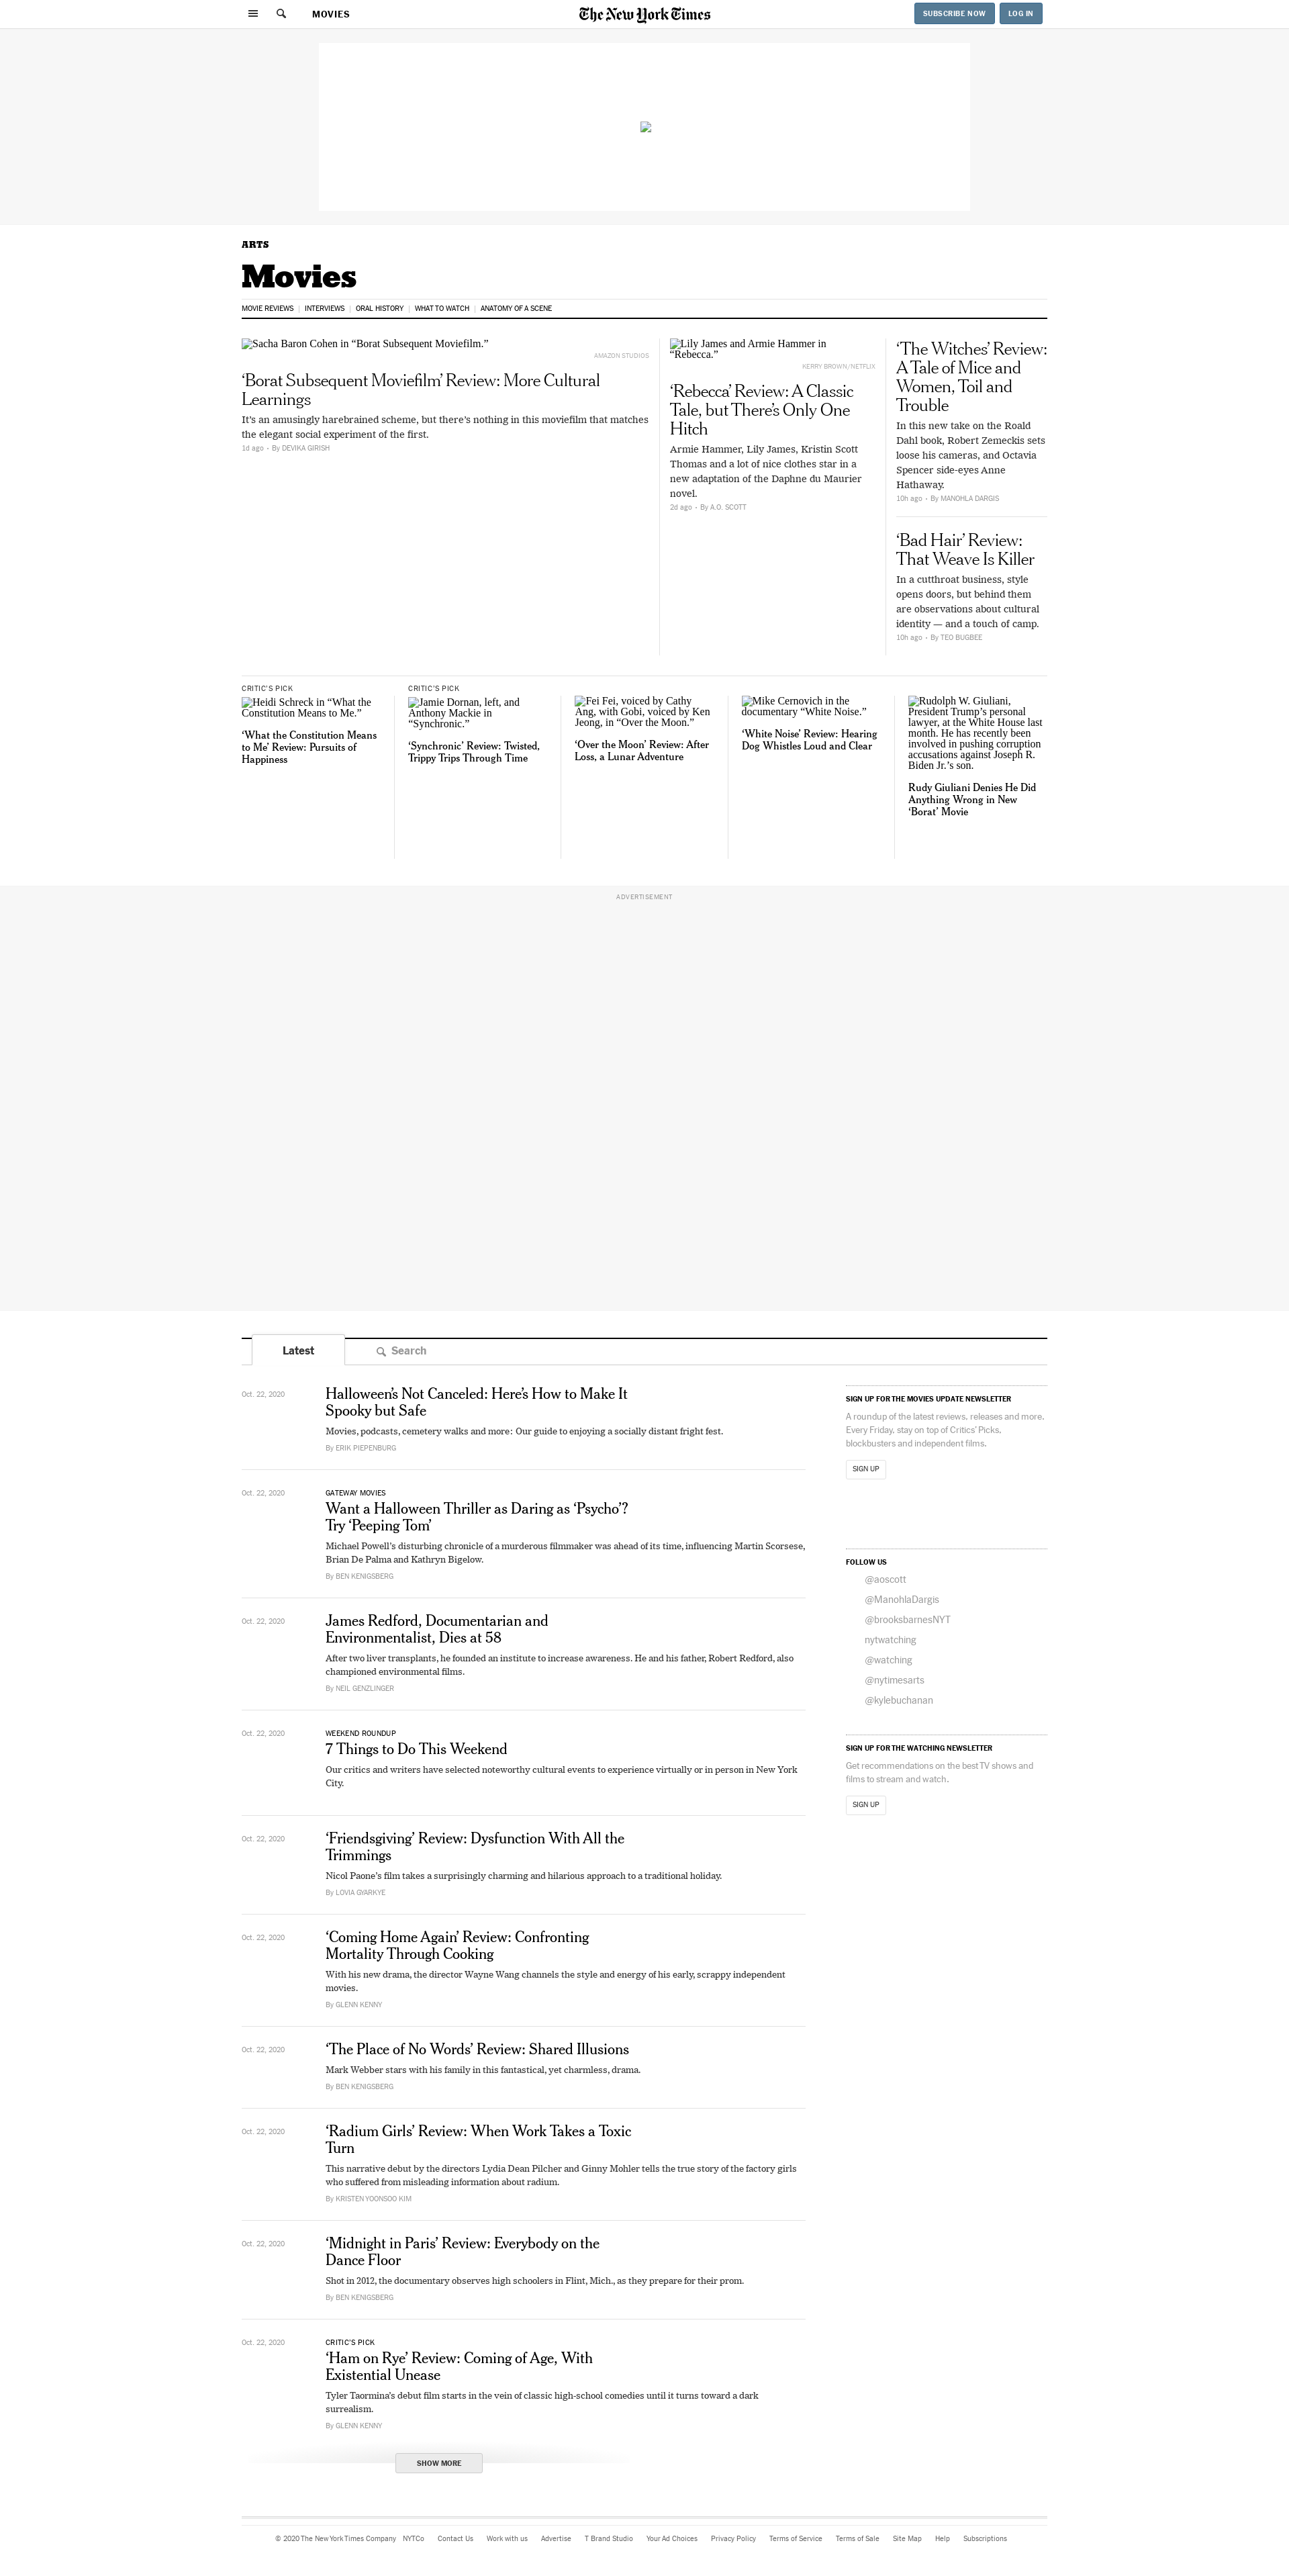 MOVIES
The New York Times
SUBSCRIBE NOW
LOG IN
ARTS
Movies
MOVIE REVIEWS
INTERVIEWS
ORAL HISTORY
WHAT TO WATCH
ANATOMY OF A SCENE
Sacha Baron Cohen in “Borat Subsequent Moviefilm.”
AMAZON STUDIOS
‘Borat Subsequent Moviefilm’ Review: More Cultural
Learnings
It’s an amusingly harebrained scheme, but there’s nothing in this moviefilm that matches
the elegant social experiment of the first.
1d ago • By DEVIKA GIRISH
Lily James and Armie Hammer in
“Rebecca.”
KERRY BROWN/NETFLIX
‘Rebecca’ Review: A Classic
Tale, but There’s Only One
Hitch
Armie Hammer, Lily James, Kristin Scott
Thomas and a lot of nice clothes star in a
new adaptation of the Daphne du Maurier
novel.
2d ago • By A.O. SCOTT
‘The Witches’ Review:
A Tale of Mice and
Women, Toil and
Trouble
In this new take on the Roald
Dahl book, Robert Zemeckis sets
loose his cameras, and Octavia
Spencer side-eyes Anne
Hathaway.
10h ago • By MANOHLA DARGIS
‘Bad Hair’ Review:
That Weave Is Killer
In a cutthroat business, style
opens doors, but behind them
are observations about cultural
identity — and a touch of camp.
10h ago • By TEO BUGBEE
CRITIC’S PICK
Heidi Schreck in “What the
Constitution Means to Me.”
‘What the Constitution Means
to Me’ Review: Pursuits of
Happiness
CRITIC’S PICK
Jamie Dornan, left, and
Anthony Mackie in
“Synchronic.”
‘Synchronic’ Review: Twisted,
Trippy Trips Through Time
Fei Fei, voiced by Cathy
Ang, with Gobi, voiced by Ken
Jeong, in “Over the Moon.”
‘Over the Moon’ Review: After
Loss, a Lunar Adventure
Mike Cernovich in the
documentary “White Noise.”
‘White Noise’ Review: Hearing
Dog Whistles Loud and Clear
Rudolph W. Giuliani,
President Trump’s personal
lawyer, at the White House last
month. He has recently been
involved in pushing corruption
accusations against Joseph R.
Biden Jr.’s son.
Rudy Giuliani Denies He Did
Anything Wrong in New
‘Borat’ Movie
ADVERTISEMENT
Latest
Search
Oct. 22, 2020
Halloween’s Not Canceled: Here’s How to Make It
Spooky but Safe
Movies, podcasts, cemetery walks and more: Our guide to enjoying a socially distant fright fest.
By ERIK PIEPENBURG
Oct. 22, 2020
GATEWAY MOVIES
Want a Halloween Thriller as Daring as ‘Psycho’?
Try ‘Peeping Tom’
Michael Powell’s disturbing chronicle of a murderous filmmaker was ahead of its time, influencing Martin Scorsese,
Brian De Palma and Kathryn Bigelow.
By BEN KENIGSBERG
Oct. 22, 2020
James Redford, Documentarian and
Environmentalist, Dies at 58
After two liver transplants, he founded an institute to increase awareness. He and his father, Robert Redford, also
championed environmental films.
By NEIL GENZLINGER
Oct. 22, 2020
WEEKEND ROUNDUP
7 Things to Do This Weekend
Our critics and writers have selected noteworthy cultural events to experience virtually or in person in New York
City.
Oct. 22, 2020
‘Friendsgiving’ Review: Dysfunction With All the
Trimmings
Nicol Paone’s film takes a surprisingly charming and hilarious approach to a traditional holiday.
By LOVIA GYARKYE
Oct. 22, 2020
‘Coming Home Again’ Review: Confronting
Mortality Through Cooking
With his new drama, the director Wayne Wang channels the style and energy of his early, scrappy independent
movies.
By GLENN KENNY
Oct. 22, 2020
‘The Place of No Words’ Review: Shared Illusions
Mark Webber stars with his family in this fantastical, yet charmless, drama.
By BEN KENIGSBERG
Oct. 22, 2020
‘Radium Girls’ Review: When Work Takes a Toxic
Turn
This narrative debut by the directors Lydia Dean Pilcher and Ginny Mohler tells the true story of the factory girls
who suffered from misleading information about radium.
By KRISTEN YOONSOO KIM
Oct. 22, 2020
‘Midnight in Paris’ Review: Everybody on the
Dance Floor
Shot in 2012, the documentary observes high schoolers in Flint, Mich., as they prepare for their prom.
By BEN KENIGSBERG
Oct. 22, 2020
CRITIC’S PICK
‘Ham on Rye’ Review: Coming of Age, With
Existential Unease
Tyler Taormina’s debut film starts in the vein of classic high-school comedies until it turns toward a dark
surrealism.
By GLENN KENNY
SHOW MORE
SIGN UP FOR THE MOVIES UPDATE NEWSLETTER
A roundup of the latest reviews, releases and more.
Every Friday, stay on top of Critics’ Picks,
blockbusters and independent films.
SIGN UP
FOLLOW US
@aoscott
@ManohlaDargis
@brooksbarnesNYT
nytwatching
@watching
@nytimesarts
@kylebuchanan
SIGN UP FOR THE WATCHING NEWSLETTER
Get recommendations on the best TV shows and
films to stream and watch.
SIGN UP
© 2020 The New York Times Company NYTCo Contact Us Work with us Advertise T Brand Studio Your Ad Choices Privacy Policy Terms of Service Terms of Sale Site Map Help Subscriptions